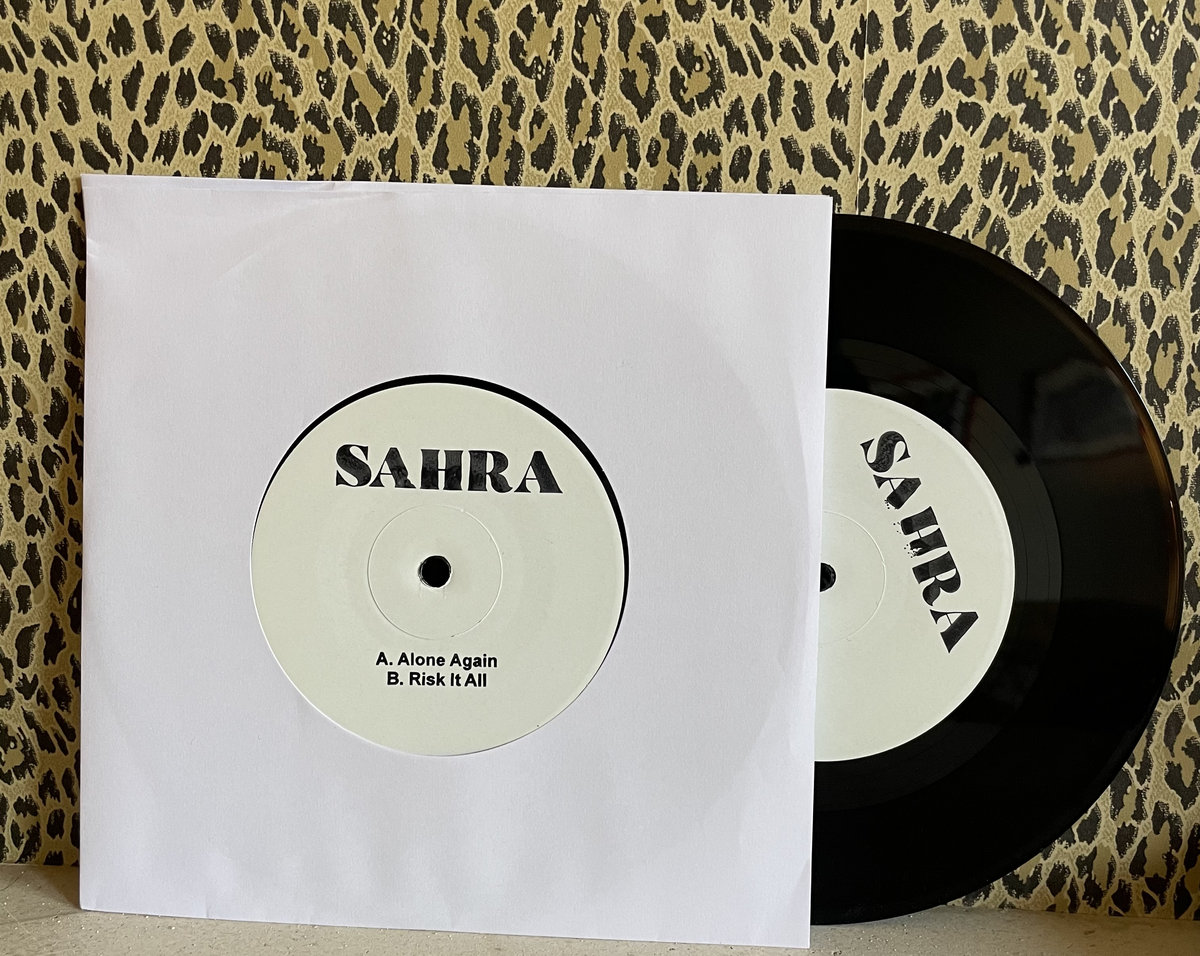 SAHRA
A. Alone Again
B. Risk It All
SAHRA